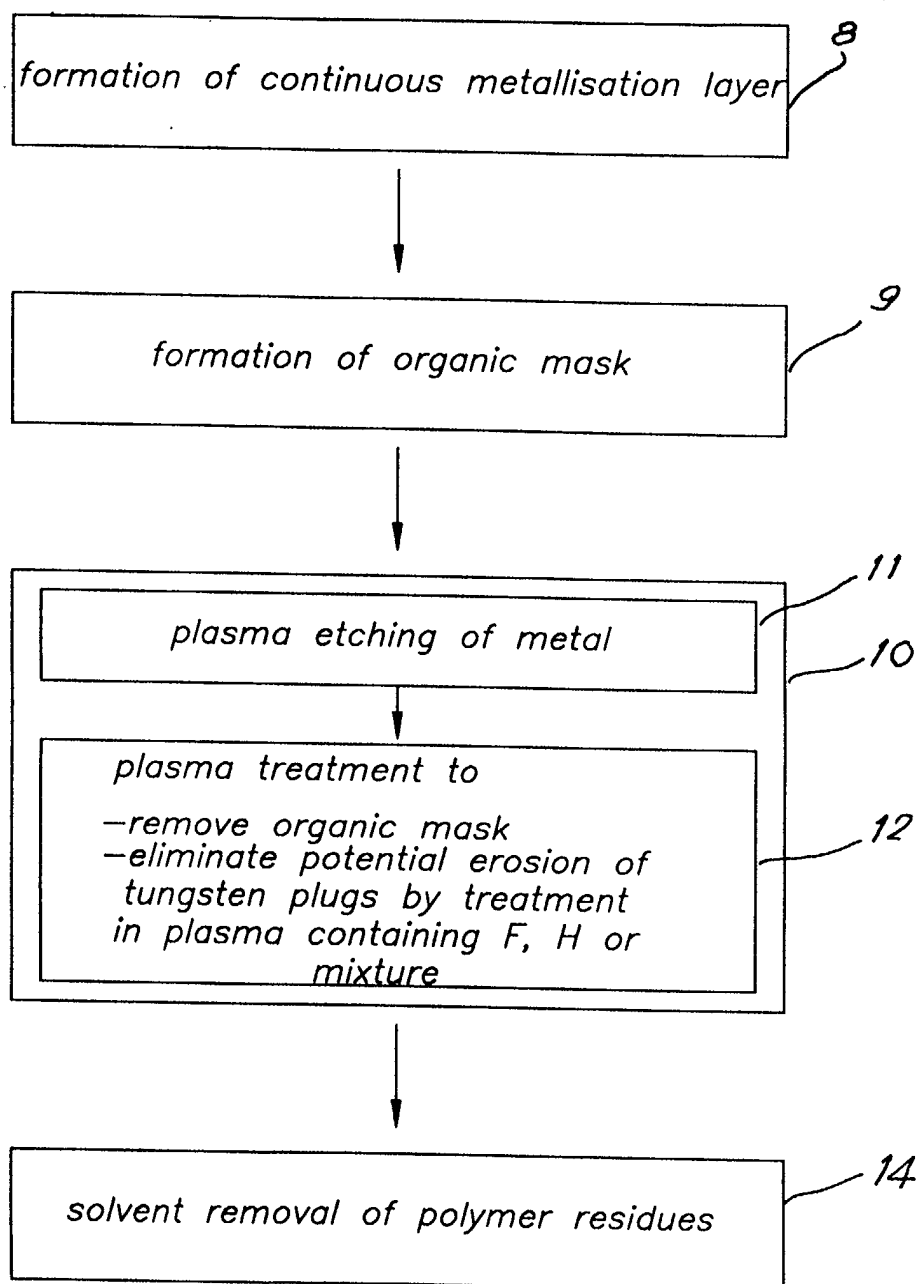 8
formation of continuous metallisation layer
9
formation of organic mask
11
plasma etching of metal
10
plasma treatment to
–remove organic mask
–eliminate potential erosion of
tungsten plugs by treatment
in plasma containing F, H or
mixture
12
14
solvent removal of polymer residues